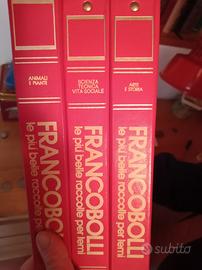 ANIMALI
E PIANTE
FRANCOBOLLI
le più belle raccolte per temi
SCIENZA
TECNICA
VITA SOCIALE
FRANCOBOLLI
le più belle raccolte per temi
ARTE
E STORIA
FRANCOBOLLI
le più belle raccolte per temi
subito